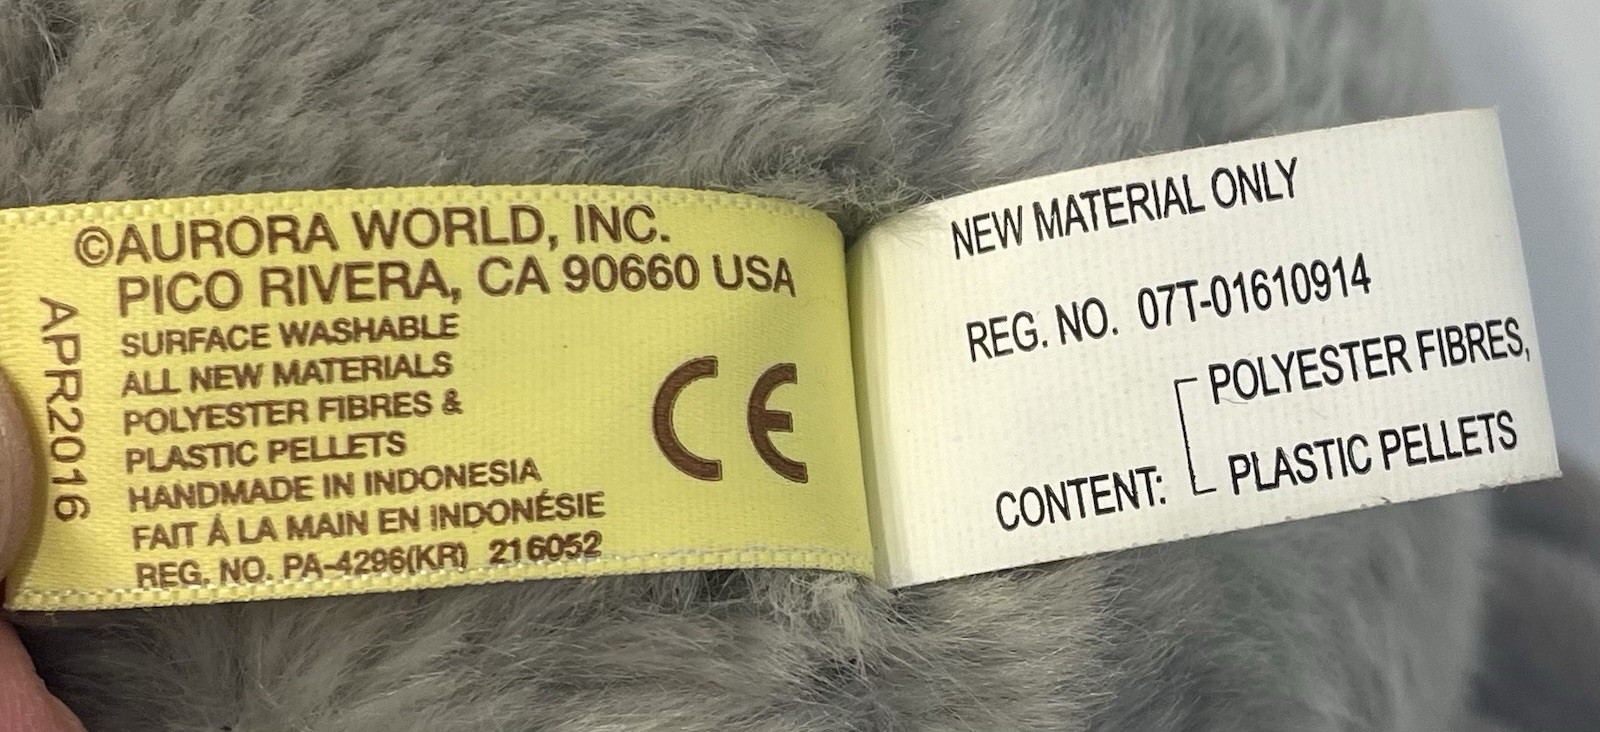 ©AURORA WORLD, INC.
PICO RIVERA, CA 90660 USA
SURFACE WASHABLE
ALL NEW MATERIALS
POLYESTER FIBRES &
PLASTIC PELLETS
HANDMADE IN INDONESIA
FAIT À LA MAIN EN INDONÉSIE
REG. NO. PA-4296(KR) 216052
APR2016
CE
NEW MATERIAL ONLY
REG. NO. 07T-01610914
CONTENT: POLYESTER FIBRES,
PLASTIC PELLETS